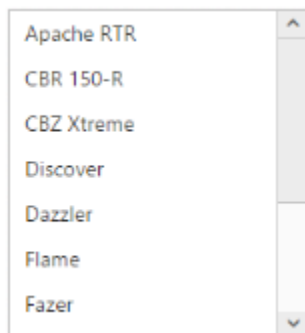 Apache RTR
CBR 150-R
CBZ Xtreme
Discover
Dazzler
Flame
Fazer